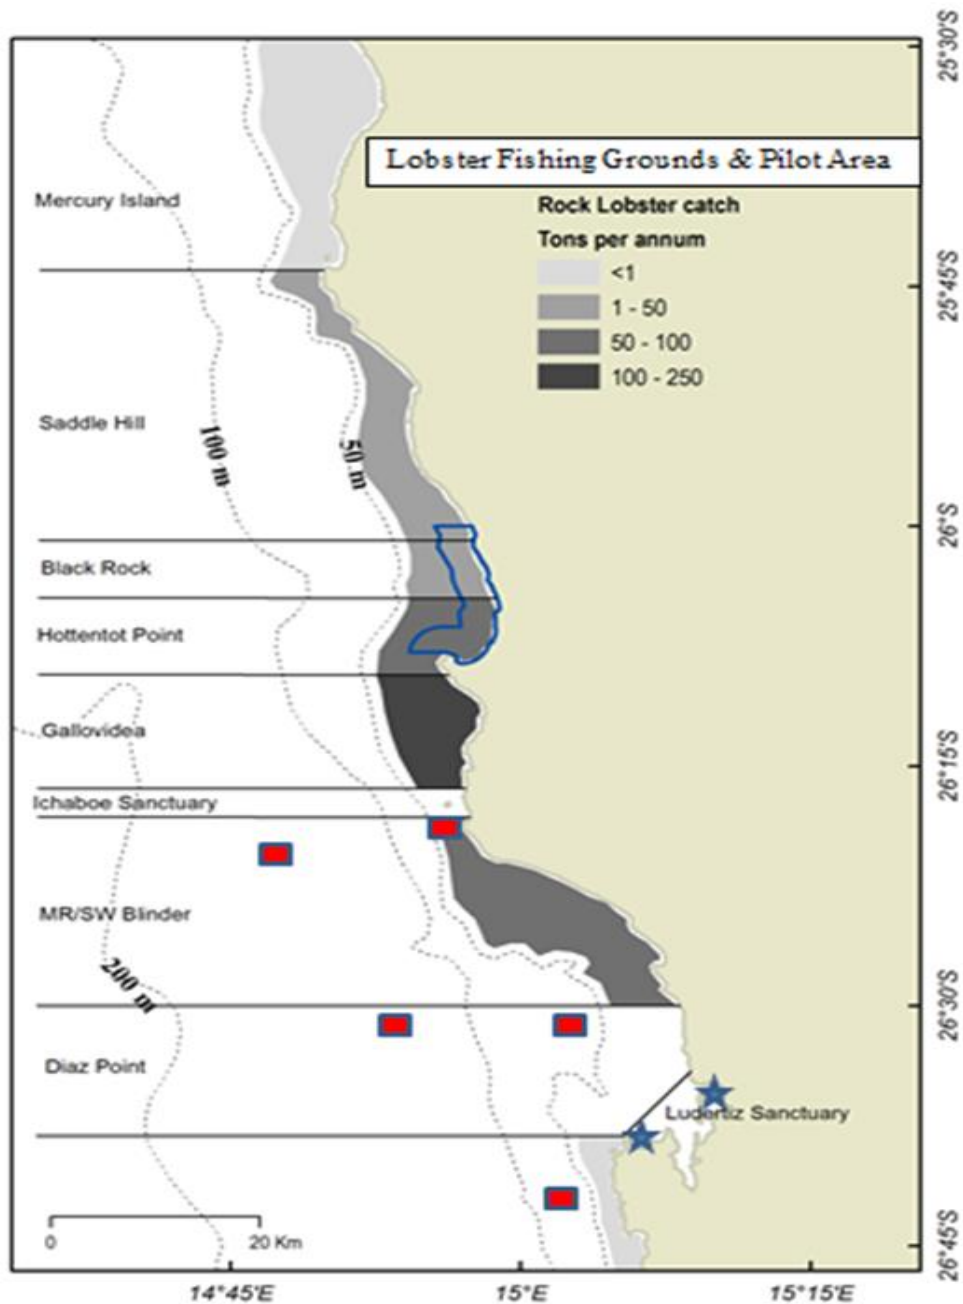 25°30'S
Lobster Fishing Grounds & Pilot Area
Rock Lobster catch
Tons per annum
<1
1 - 50
50 - 100
100 - 250
Mercury Island
25°45'S
Saddle Hill
100 m
50 m
26°S
Black Rock
Hottentot Point
Gallovidea
26°15'S
Ichaboe Sanctuary
MR/SW Blinder
200 m
26°30'S
Diaz Point
Ludertiz Sanctuary
0 20 Km
26°45'S
14°45'E 15°E 15°15'E